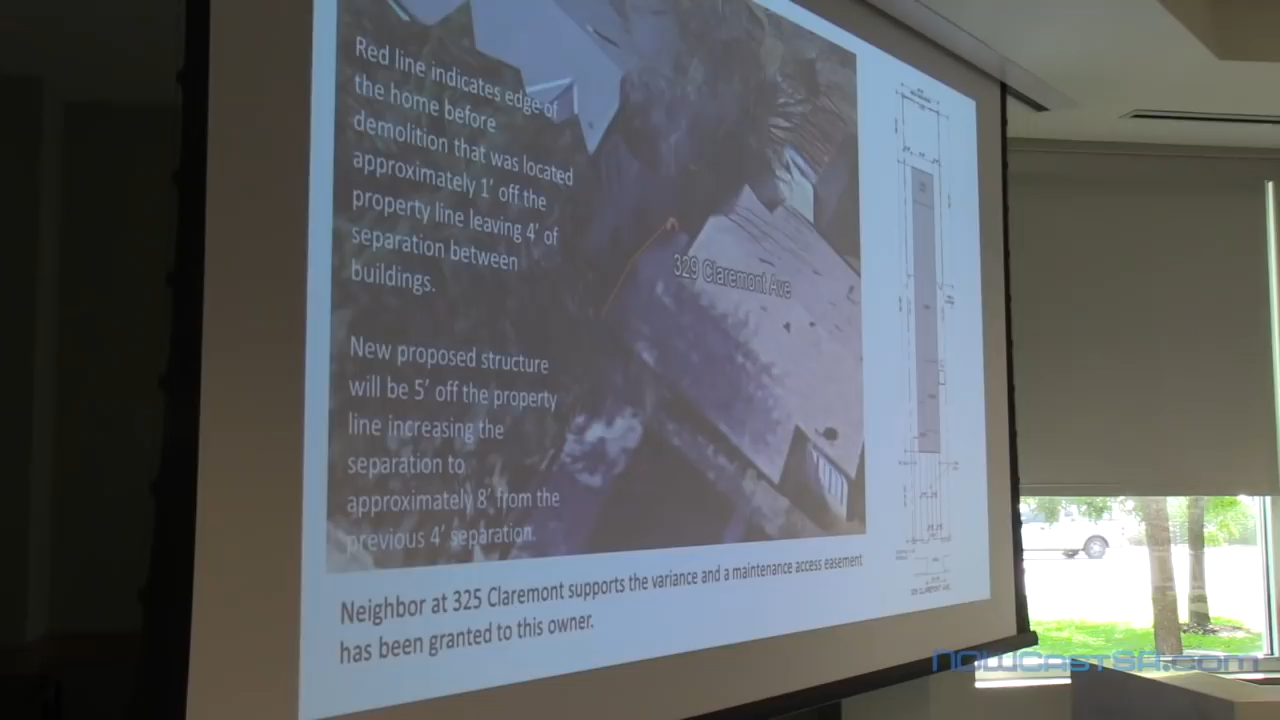 Red line indicates edge of
the home before
demolition that was located
approximately 1' off the
property line leaving 4' of
separation between
buildings.
New proposed structure
will be 5' off the property
line increasing the
separation to
approximately 8' from the
previous 4' separation.
329 Claremont Ave
Neighbor at 325 Claremont supports the variance and a maintenance access easement
has been granted to this owner.
329 CLAREMONT AVE
NOWCASTSA.com